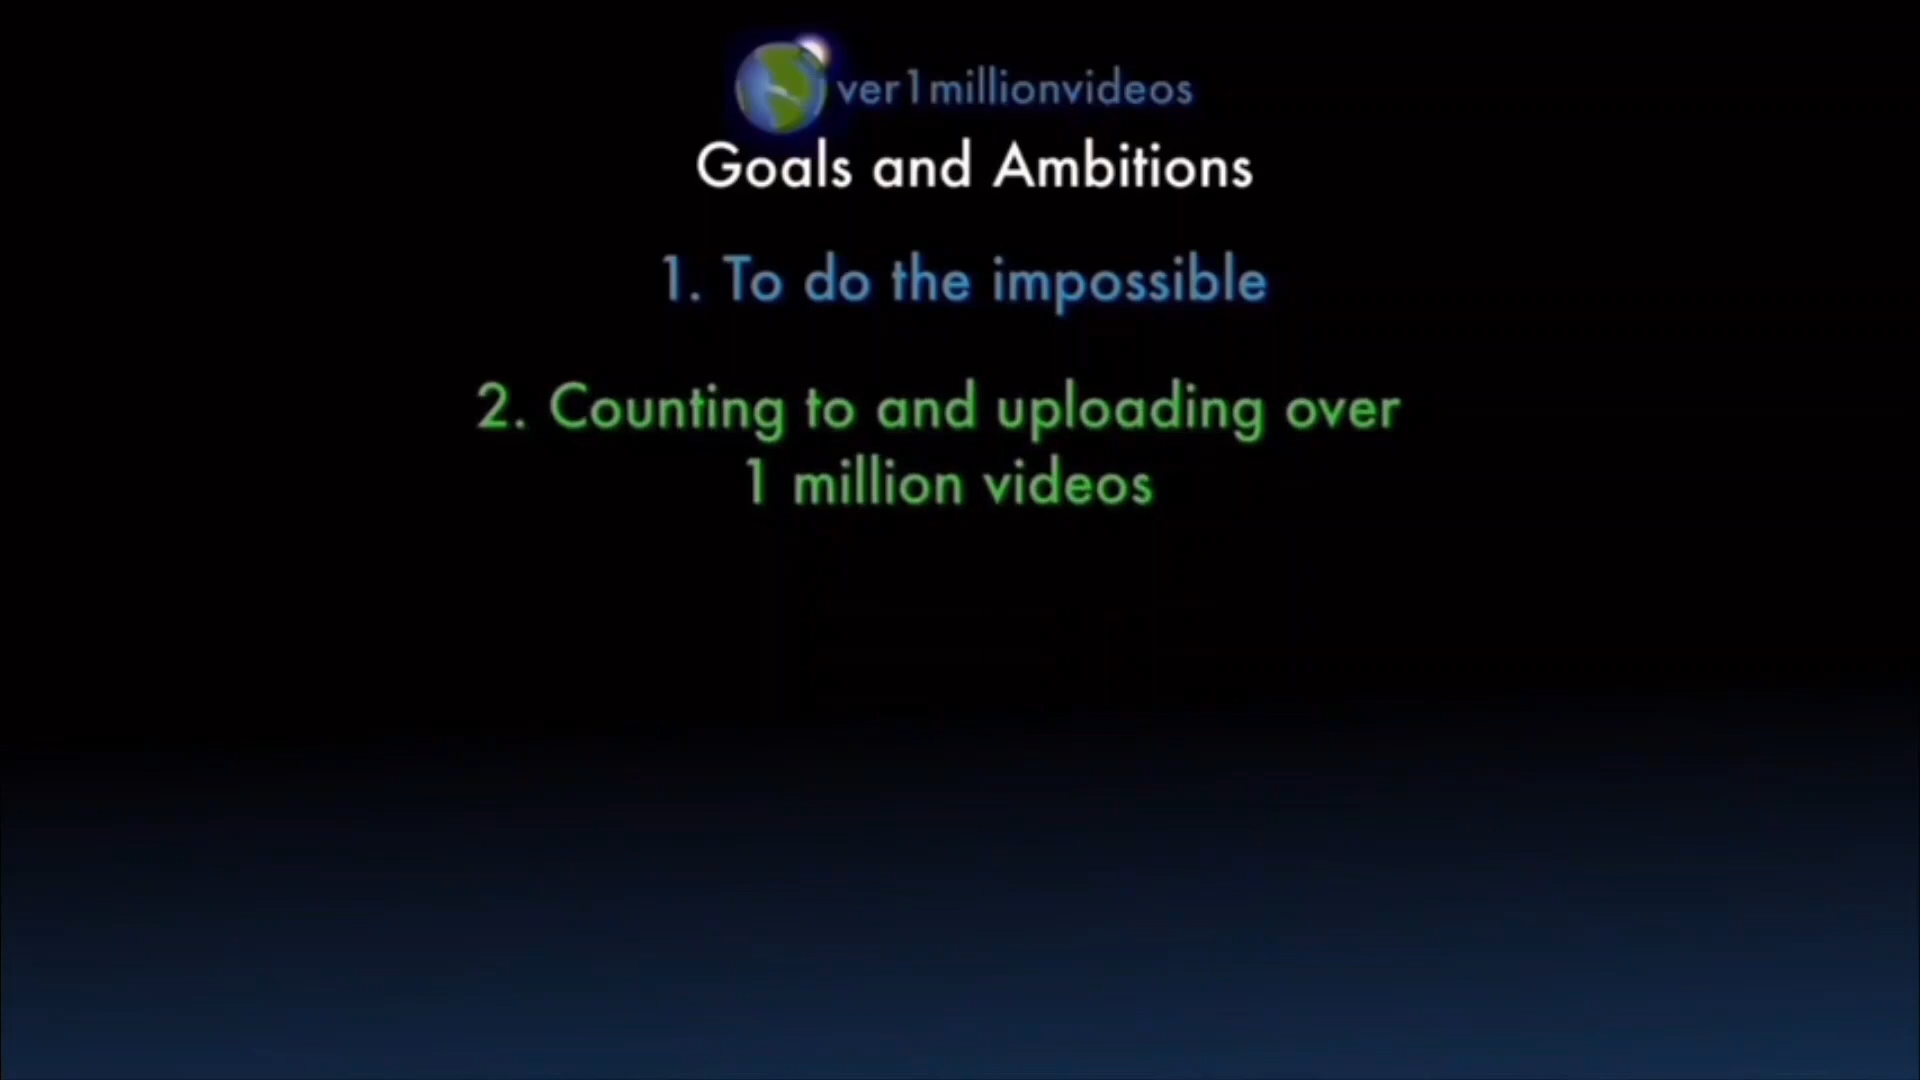 ver1millionvideos
Goals and Ambitions
1. To do the impossible
2. Counting to and uploading over
1 million videos